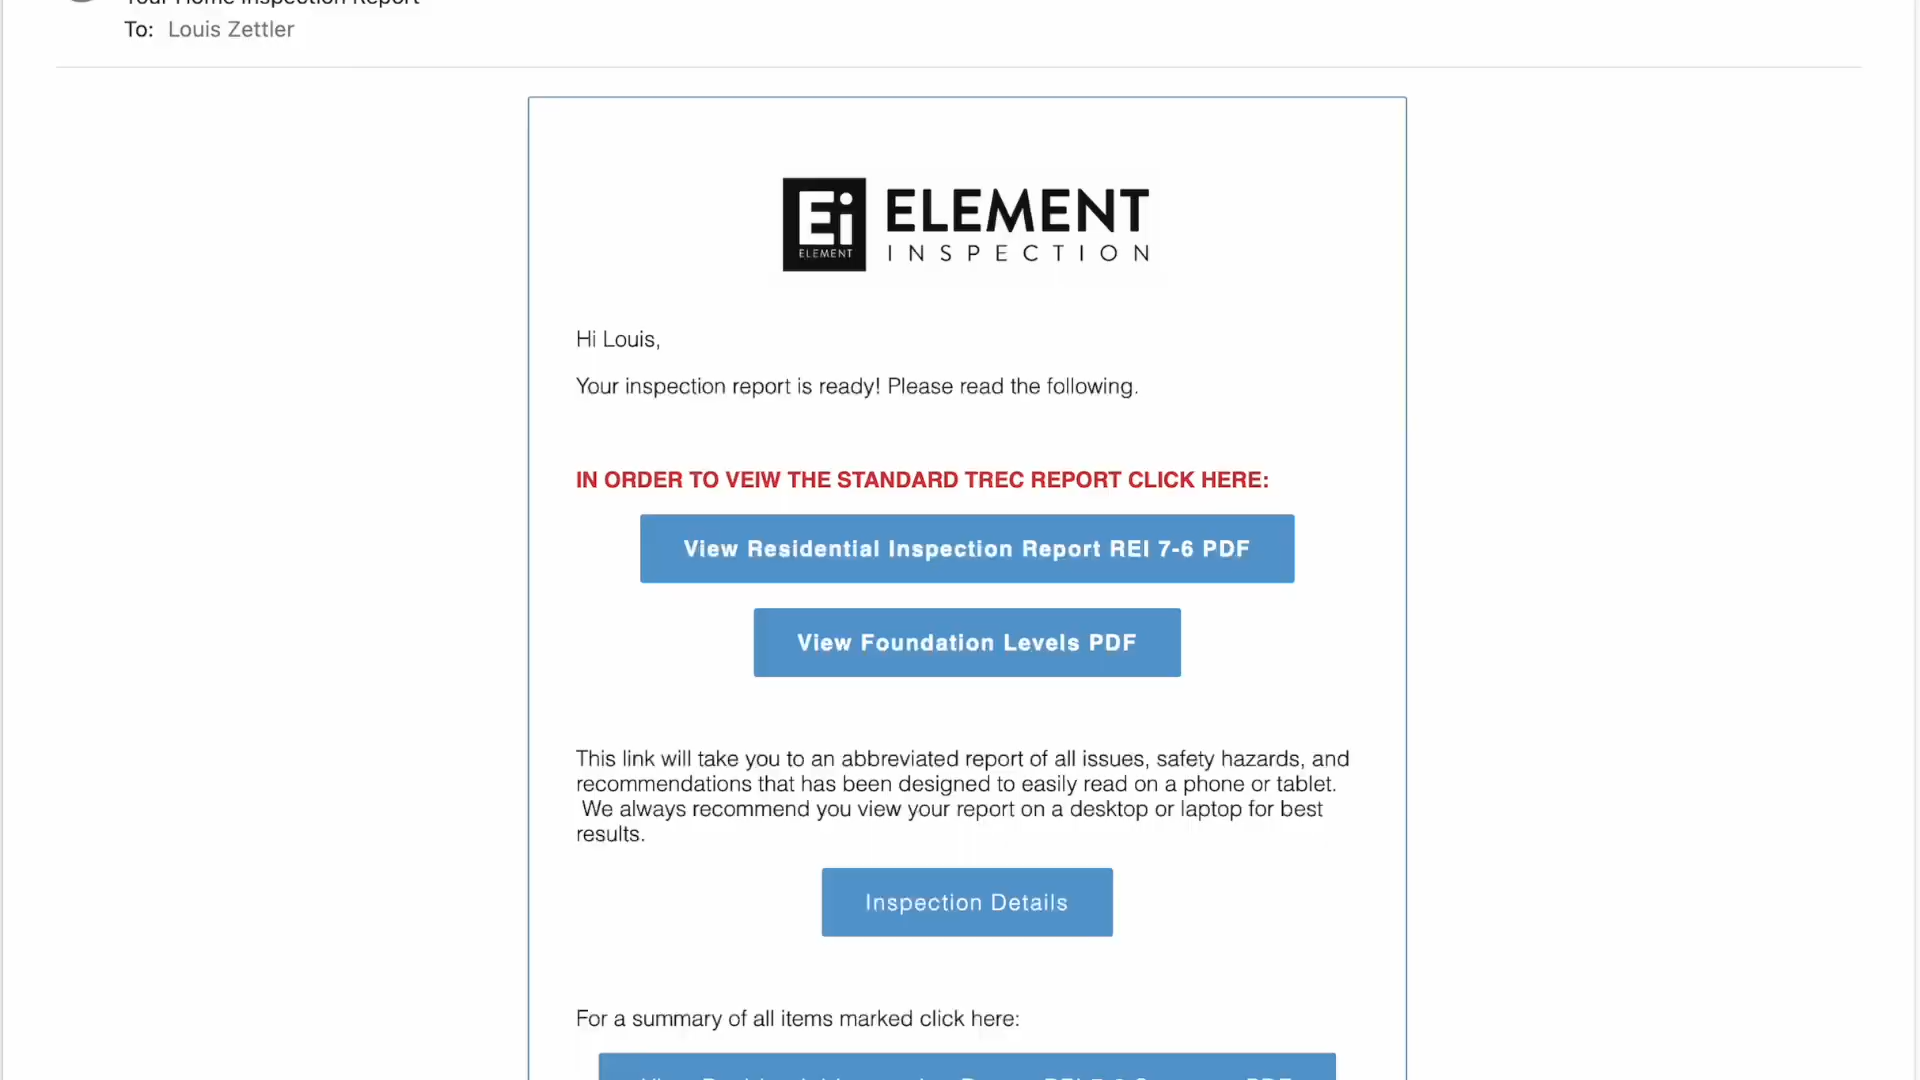 Your Home Inspection Report
To: Louis Zettler
Ei
ELEMENT
ELEMENT
INSPECTION
Hi Louis,
Your inspection report is ready! Please read the following.
IN ORDER TO VEIW THE STANDARD TREC REPORT CLICK HERE:
View Residential Inspection Report REI 7-6 PDF
View Foundation Levels PDF
This link will take you to an abbreviated report of all issues, safety hazards, and
recommendations that has been designed to easily read on a phone or tablet.
We always recommend you view your report on a desktop or laptop for best
results.
Inspection Details
For a summary of all items marked click here: